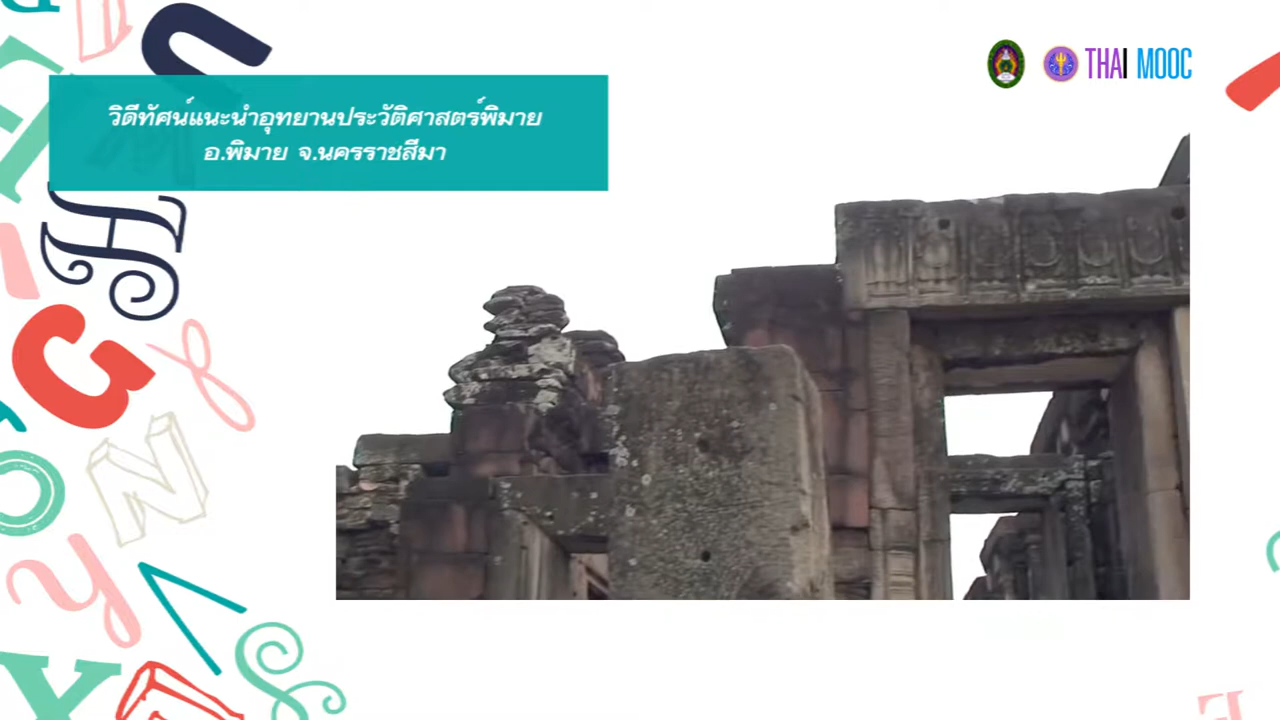 วิดีทัศน์แนะนำอุทยานประวัติศาสตร์พิมาย
อ.พิมาย จ.นครราชสีมา
THAI MOOC